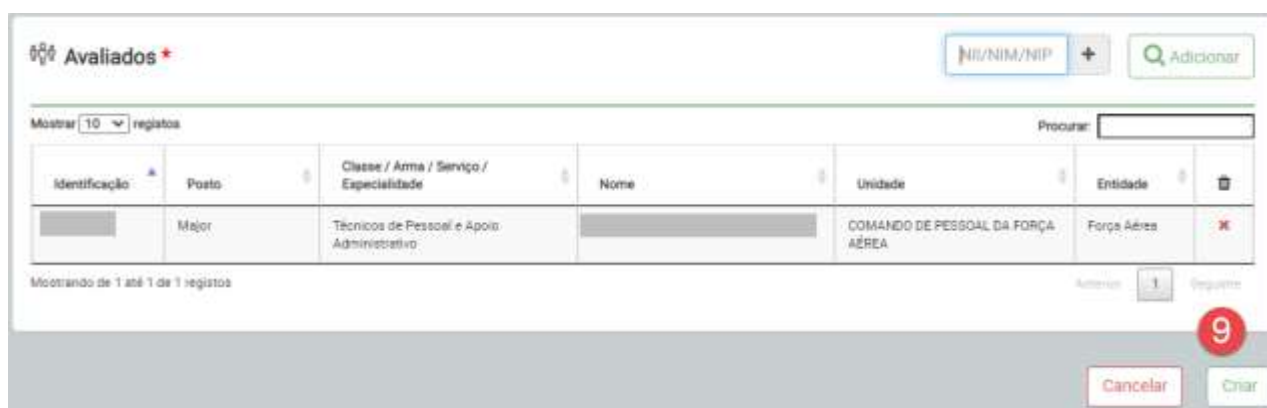 Avaliados *
NII/NIM/NIP + Adicionar
Mostrar 10 registos
Procurar:
Identificação Posto Classe / Arma / Serviço / Especialidade Nome Unidade Entidade
Major Técnicos de Pessoal e Apoio Administrativo COMANDO DE PESSOAL DA FORÇA AÉREA Força Aérea
Mostrando de 1 até 1 de 1 registos
Anterior 1 Seguinte
9
Cancelar Criar